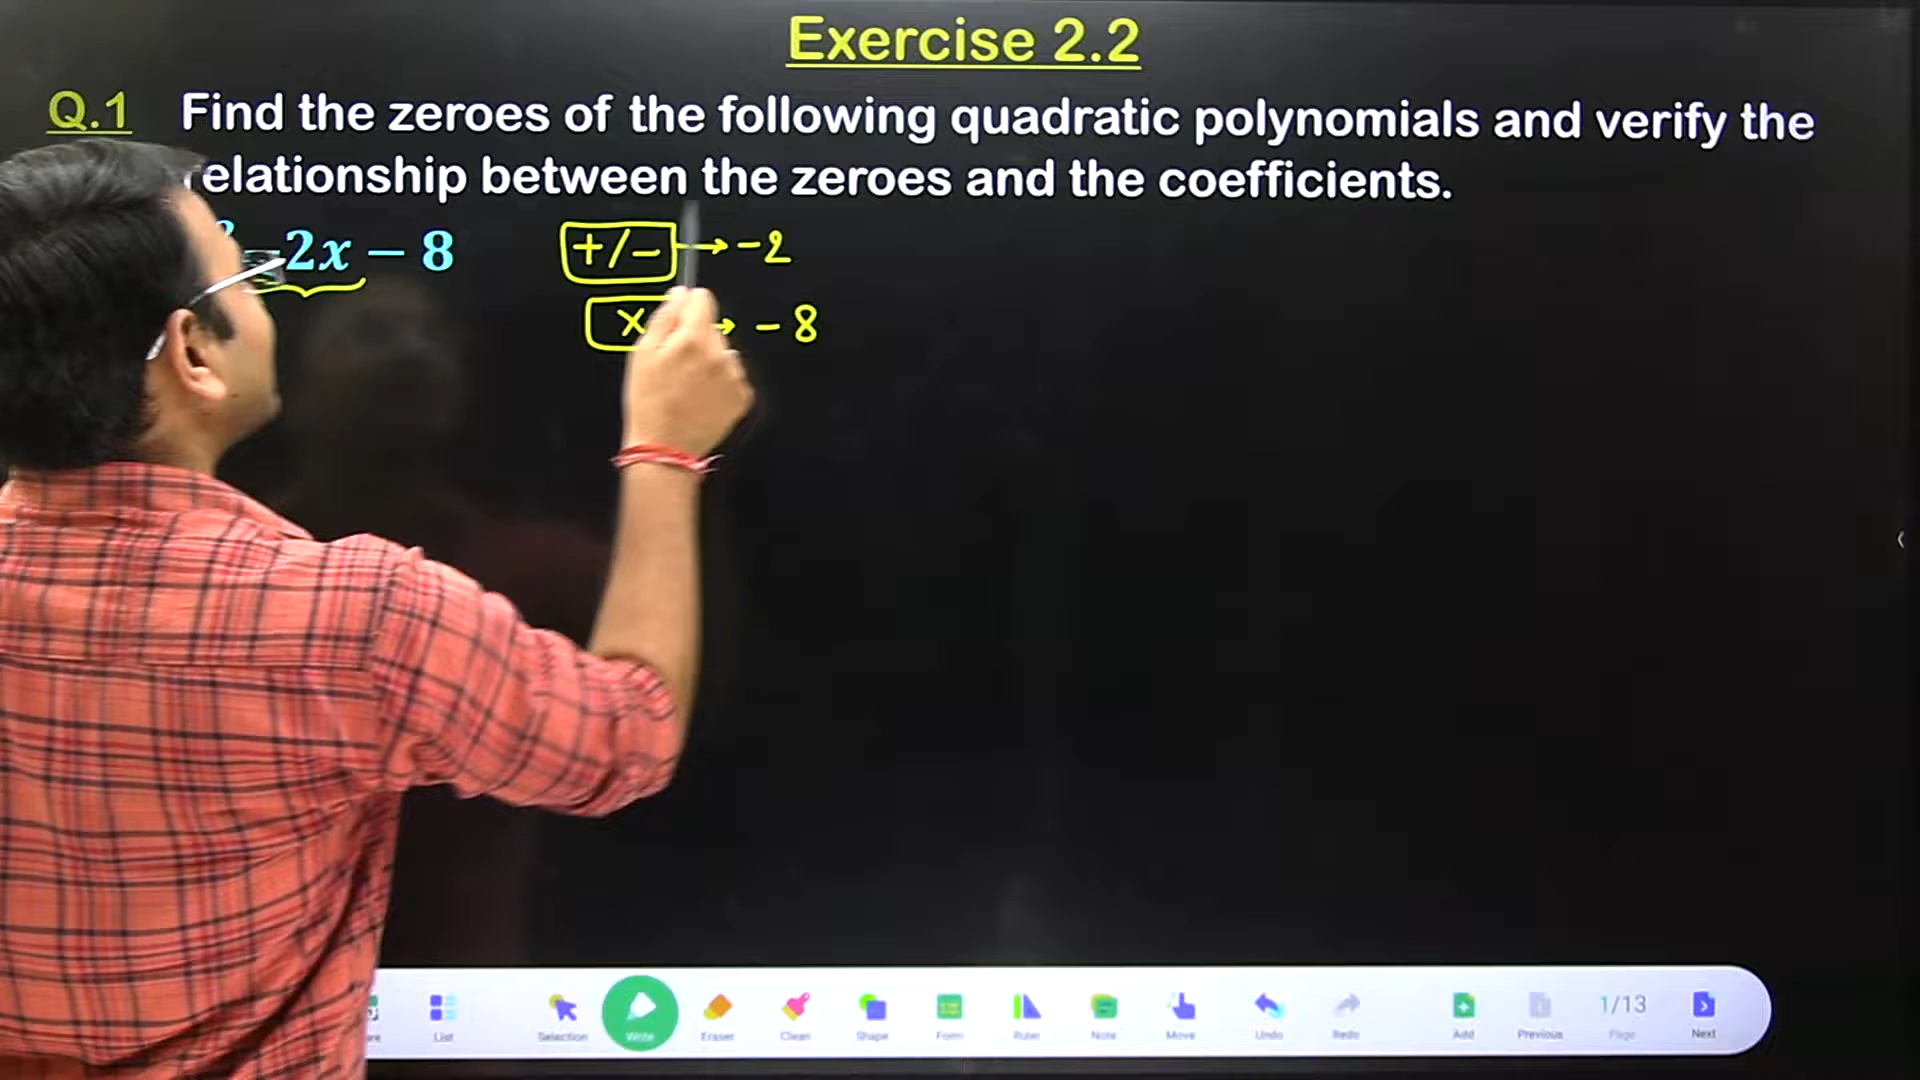 Exercise 2.2
Q.1 Find the zeroes of the following quadratic polynomials and verify the
relationship between the zeroes and the coefficients.
² − 2x − 8
+/− → −2
x → −8
List Selection Write Eraser Clean Shape Form Ruler Note Move Undo Redo Add Previous 1/13 Page Next